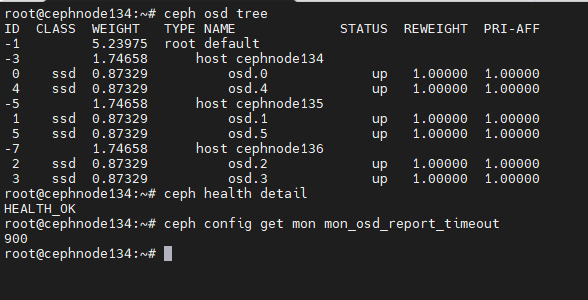 root@cephnode134:~# ceph osd tree
ID  CLASS  WEIGHT   TYPE NAME             STATUS  REWEIGHT  PRI-AFF
-1         5.23975  root default
-3         1.74658      host cephnode134
 0    ssd  0.87329          osd.0             up   1.00000  1.00000
 4    ssd  0.87329          osd.4             up   1.00000  1.00000
-5         1.74658      host cephnode135
 1    ssd  0.87329          osd.1             up   1.00000  1.00000
 5    ssd  0.87329          osd.5             up   1.00000  1.00000
-7         1.74658      host cephnode136
 2    ssd  0.87329          osd.2             up   1.00000  1.00000
 3    ssd  0.87329          osd.3             up   1.00000  1.00000
root@cephnode134:~# ceph health detail
HEALTH_OK
root@cephnode134:~# ceph config get mon mon_osd_report_timeout
900
root@cephnode134:~#